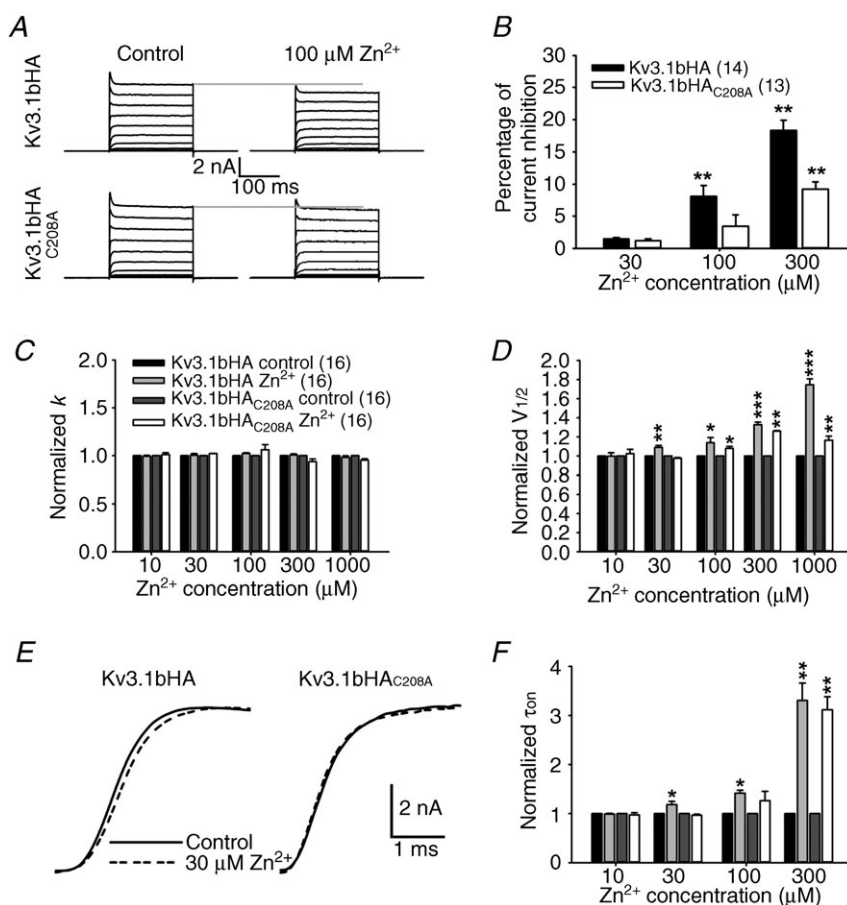 A
Control
100 µM Zn2+
Kv3.1bHA
2 nA
100 ms
Kv3.1bHA
C208A
B
Percentage of
current nhibition
30
25
20
15
10
5
0
Kv3.1bHA (14)
Kv3.1bHAC208A (13)
**
**
**
30
100
300
Zn2+ concentration (µM)
C
Normalized k
2.0
1.5
1.0
0.5
0.0
Kv3.1bHA control (16)
Kv3.1bHA Zn2+ (16)
Kv3.1bHAC208A control (16)
Kv3.1bHAC208A Zn2+ (16)
10
30
100
300
1000
Zn2+ concentration (µM)
D
Normalized V1/2
2.0
1.8
1.6
1.4
1.2
1.0
0.8
0.6
0.4
0.2
0.0
**
*
*
***
**
***
**
10
30
100
300
1000
Zn2+ concentration (µM)
E
Kv3.1bHA
Kv3.1bHAC208A
2 nA
1 ms
Control
30 µM Zn2+
F
Normalized τon
4
3
2
1
0
*
*
**
**
10
30
100
300
Zn2+ concentration (µM)